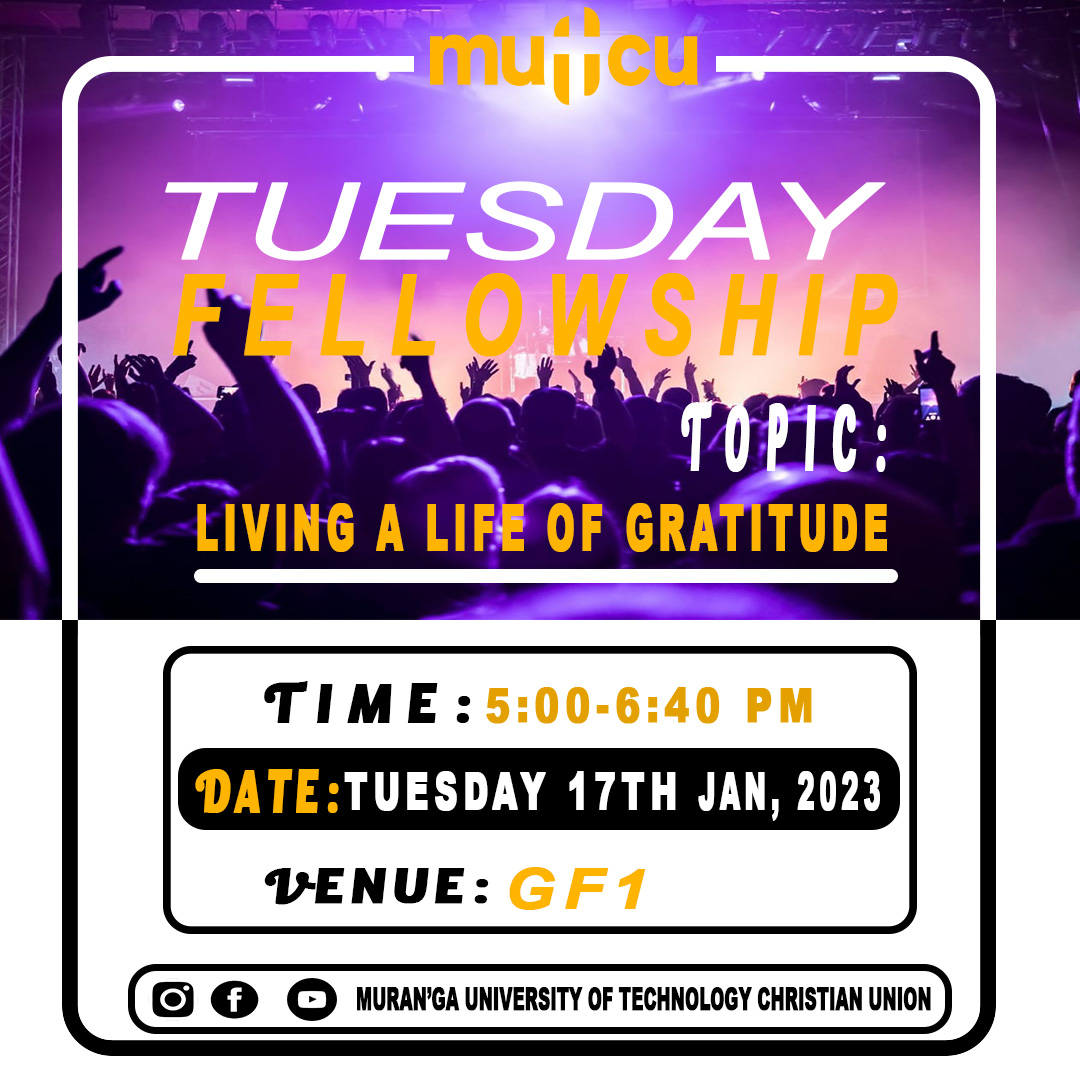 muttcu
TUESDAY
FELLOWSHIP
TOPIC:
LIVING A LIFE OF GRATITUDE
TIME: 5:00-6:40 PM
DATE: TUESDAY 17TH JAN, 2023
VENUE: GF1
MURAN'GA UNIVERSITY OF TECHNOLOGY CHRISTIAN UNION